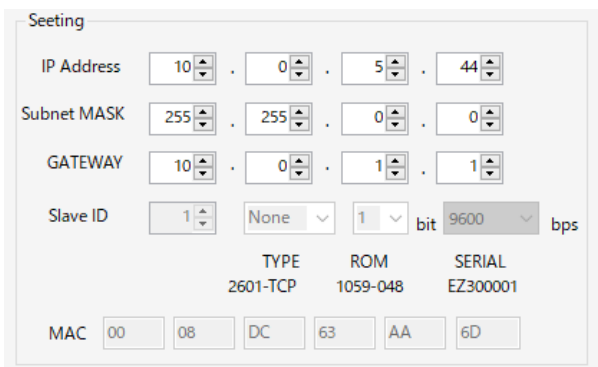 Seeting
IP Address 10 . 0 . 5 . 44
Subnet MASK 255 . 255 . 0 . 0
GATEWAY 10 . 0 . 1 . 1
Slave ID 1 None 1 bit 9600 bps
TYPE ROM SERIAL
2601-TCP 1059-048 EZ300001
MAC 00 08 DC 63 AA 6D